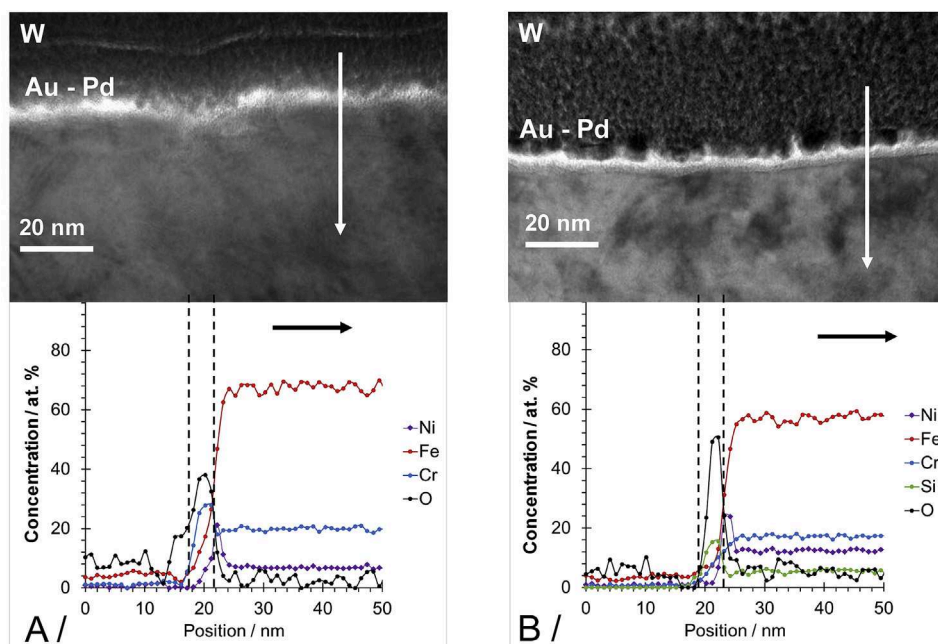 W
Au - Pd
20 nm
80
60
40
20
0
Concentration / at. %
0 10 20 30 40 50
Position / nm
Ni
Fe
Cr
O
A /
W
Au - Pd
20 nm
80
60
40
20
0
Concentration / at. %
0 10 20 30 40 50
Position / nm
Ni
Fe
Cr
Si
O
B /